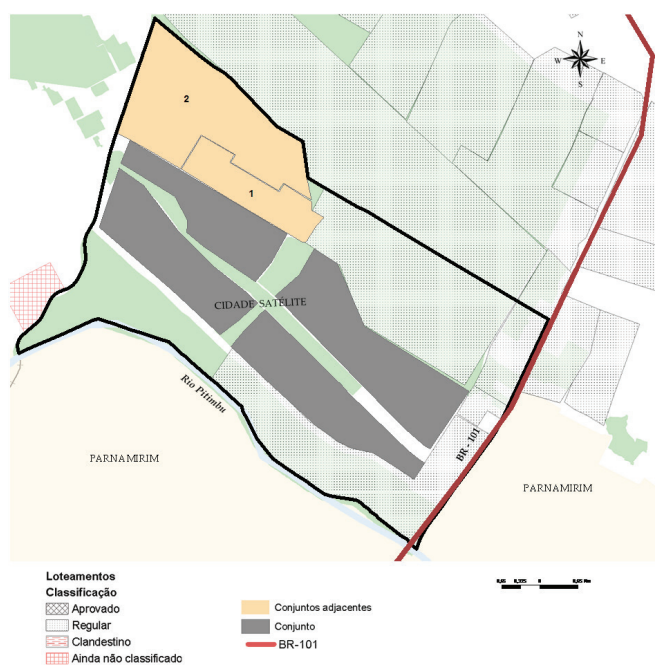 N
W E
S
2
1
CIDADE SATÉLITE
Rio Pitimbu
BR - 101
PARNAMIRIM
PARNAMIRIM
Loteamentos
Classificação
Aprovado
Regular
Clandestino
Ainda não classificado
Conjuntos adjacentes
Conjunto
BR-101